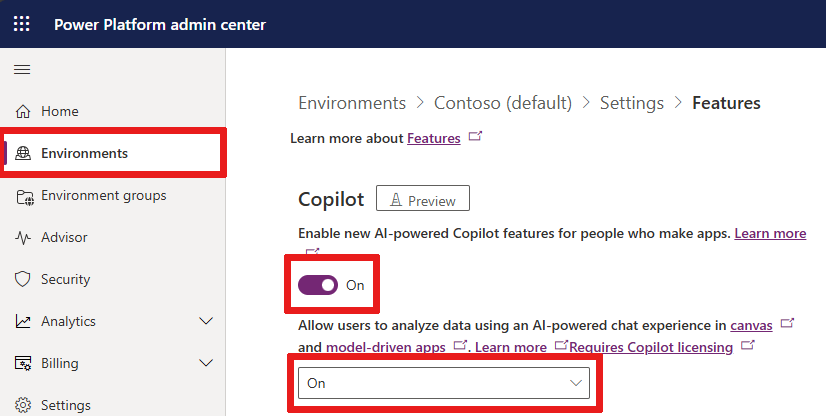 Power Platform admin center
Home
Environments
Environment groups
Advisor
Security
Analytics
Billing
Settings
Environments > Contoso (default) > Settings > Features
Learn more about Features
Copilot Preview
Enable new AI-powered Copilot features for people who make apps. Learn more
On
Allow users to analyze data using an AI-powered chat experience in canvas
and model-driven apps. Learn more Requires Copilot licensing
On